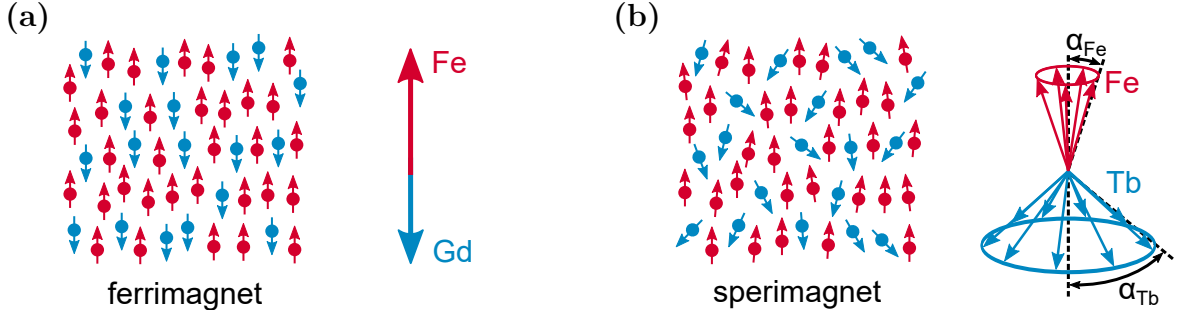 (a)
Fe
Gd
ferrimagnet
(b)
αFe
Fe
Tb
αTb
sperimagnet